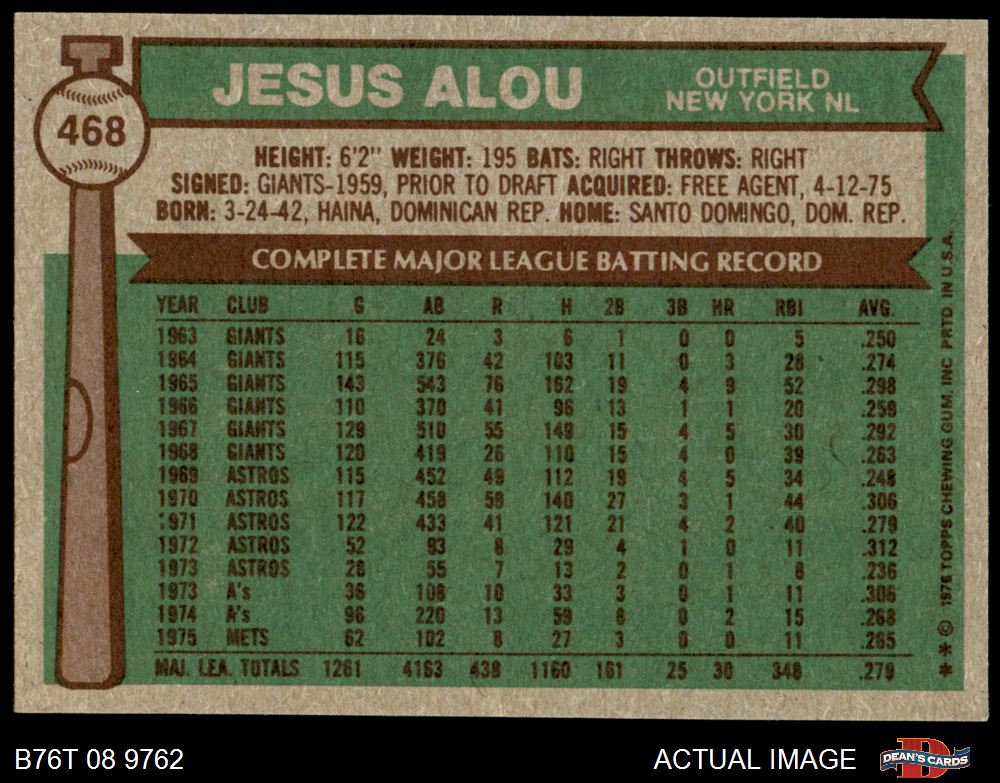 468
JESUS ALOU
OUTFIELD
NEW YORK NL
HEIGHT: 6'2" WEIGHT: 195 BATS: RIGHT THROWS: RIGHT
SIGNED: GIANTS-1959, PRIOR TO DRAFT ACQUIRED: FREE AGENT, 4-12-75
BORN: 3-24-42, HAINA, DOMINICAN REP. HOME: SANTO DOMINGO, DOM. REP.
COMPLETE MAJOR LEAGUE BATTING RECORD
YEAR CLUB G AB R H 2B 3B HR RBI AVG.
1963 GIANTS 16 24 3 6 1 0 0 5 .250
1964 GIANTS 115 376 42 103 11 0 3 28 .274
1965 GIANTS 143 543 76 162 19 4 9 52 .298
1966 GIANTS 110 370 41 96 13 1 1 20 .259
1967 GIANTS 129 510 55 149 15 4 5 30 .292
1968 GIANTS 120 419 26 110 15 4 0 39 .263
1969 ASTROS 115 452 49 112 19 4 5 34 .248
1970 ASTROS 117 458 59 140 27 3 1 44 .306
1971 ASTROS 122 433 41 121 21 4 2 40 .279
1972 ASTROS 52 93 8 29 4 1 0 11 .312
1973 ASTROS 28 55 7 13 2 0 1 8 .236
1973 A's 36 108 10 33 3 0 1 11 .306
1974 A's 96 220 13 59 8 0 2 15 .268
1975 METS 62 102 8 27 3 0 0 11 .265
MAJ. LEA. TOTALS 1261 4163 438 1160 161 25 30 348 .279
* * © 1976 TOPPS CHEWING GUM, INC PRTD. IN U.S.A.
B76T 08 9762
ACTUAL IMAGE
D
DEAN'S CARDS